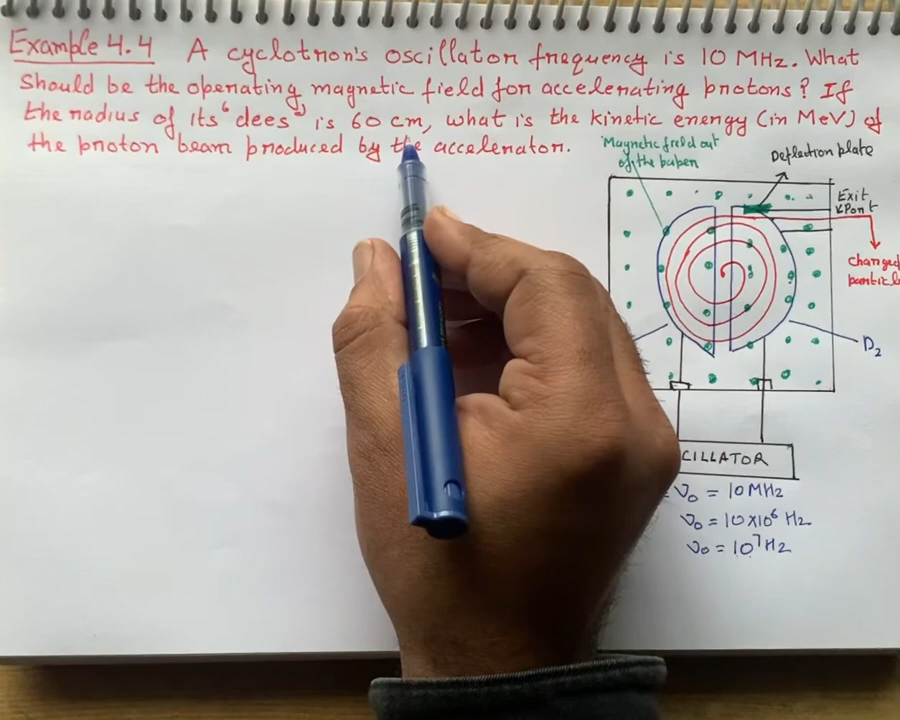 Example 4.4 A cyclotron's oscillator frequency is 10 MHz. What
should be the operating magnetic field for accelerating protons? If
the radius of its 'dees' is 60 cm, what is the kinetic energy (in MeV) of
the proton beam produced by the accelerator.
Magnetic field out
of the paper
Deflection plate
Exit
Port
charged
particle
D2
CILLATOR
= ν₀ = 10 MHz
ν₀ = 10×10⁶ Hz
ν₀ = 10⁷ Hz